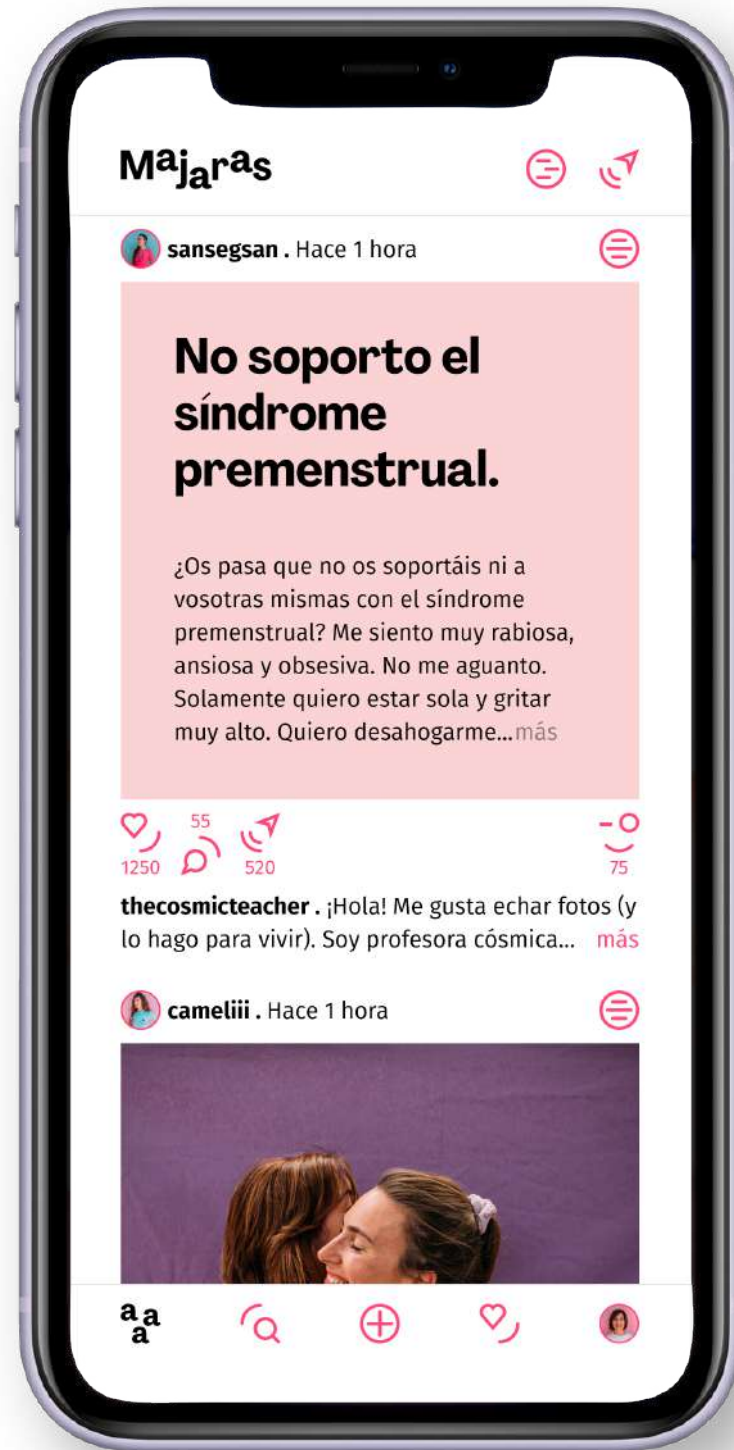 Majaras
sansegsan . Hace 1 hora
No soporto el
síndrome
premenstrual.
¿Os pasa que no os soportáis ni a
vosotras mismas con el síndrome
premenstrual? Me siento muy rabiosa,
ansiosa y obsesiva. No me aguanto.
Solamente quiero estar sola y gritar
muy alto. Quiero desahogarme...más
1250 55 520 75
thecosmicteacher . ¡Hola! Me gusta echar fotos (y
lo hago para vivir). Soy profesora cósmica... más
cameliii . Hace 1 hora
aaa